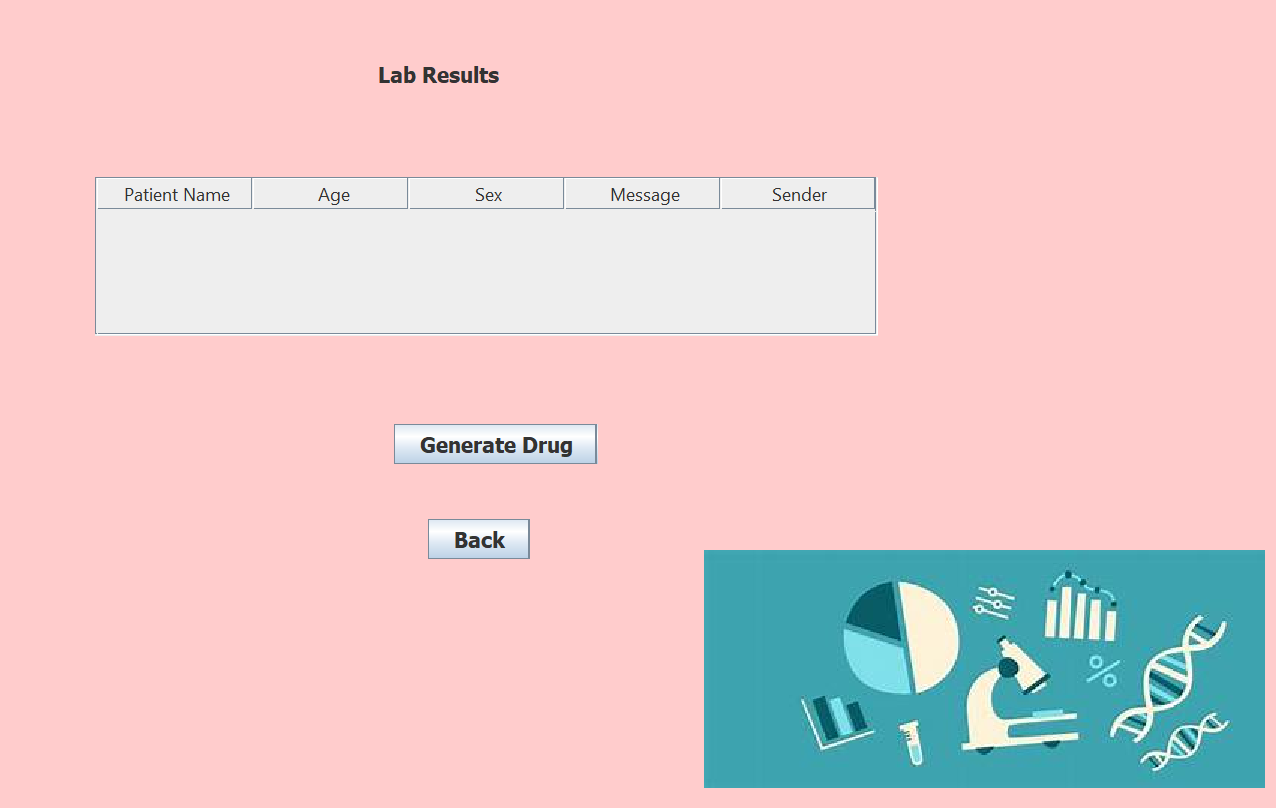 Lab Results
Patient Name Age Sex Message Sender
Generate Drug
Back
%